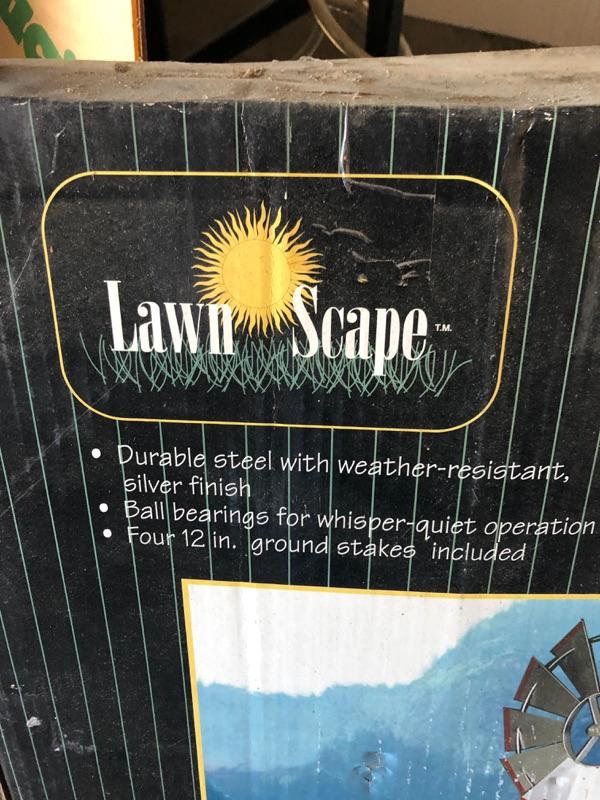 Lawn Scape T.M.
• Durable steel with weather-resistant,
silver finish
• Ball bearings for whisper-quiet operation
• Four 12 in. ground stakes included